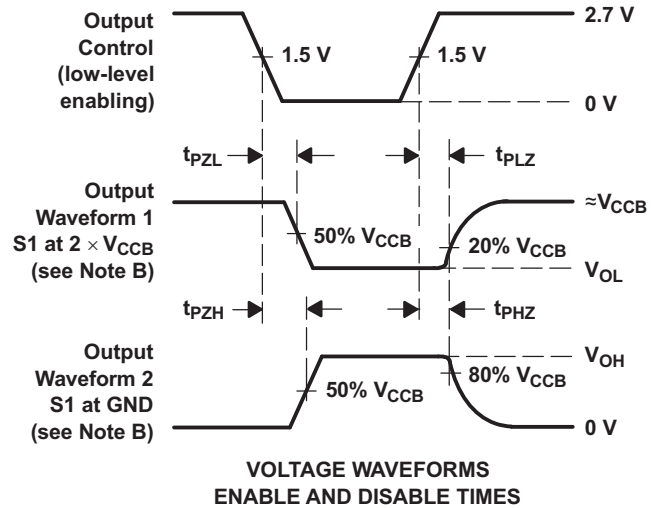 Output
Control
(low-level
enabling)
2.7 V
1.5 V
1.5 V
0 V
tPZL
tPLZ
Output
Waveform 1
S1 at 2 × VCCB
(see Note B)
≈VCCB
50% VCCB
20% VCCB
VOL
tPZH
tPHZ
Output
Waveform 2
S1 at GND
(see Note B)
VOH
50% VCCB
80% VCCB
0 V
VOLTAGE WAVEFORMS
ENABLE AND DISABLE TIMES